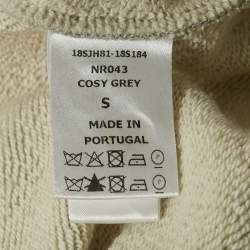 18SJH81-18S184
NR043
COSY GREY
S
MADE IN
PORTUGAL